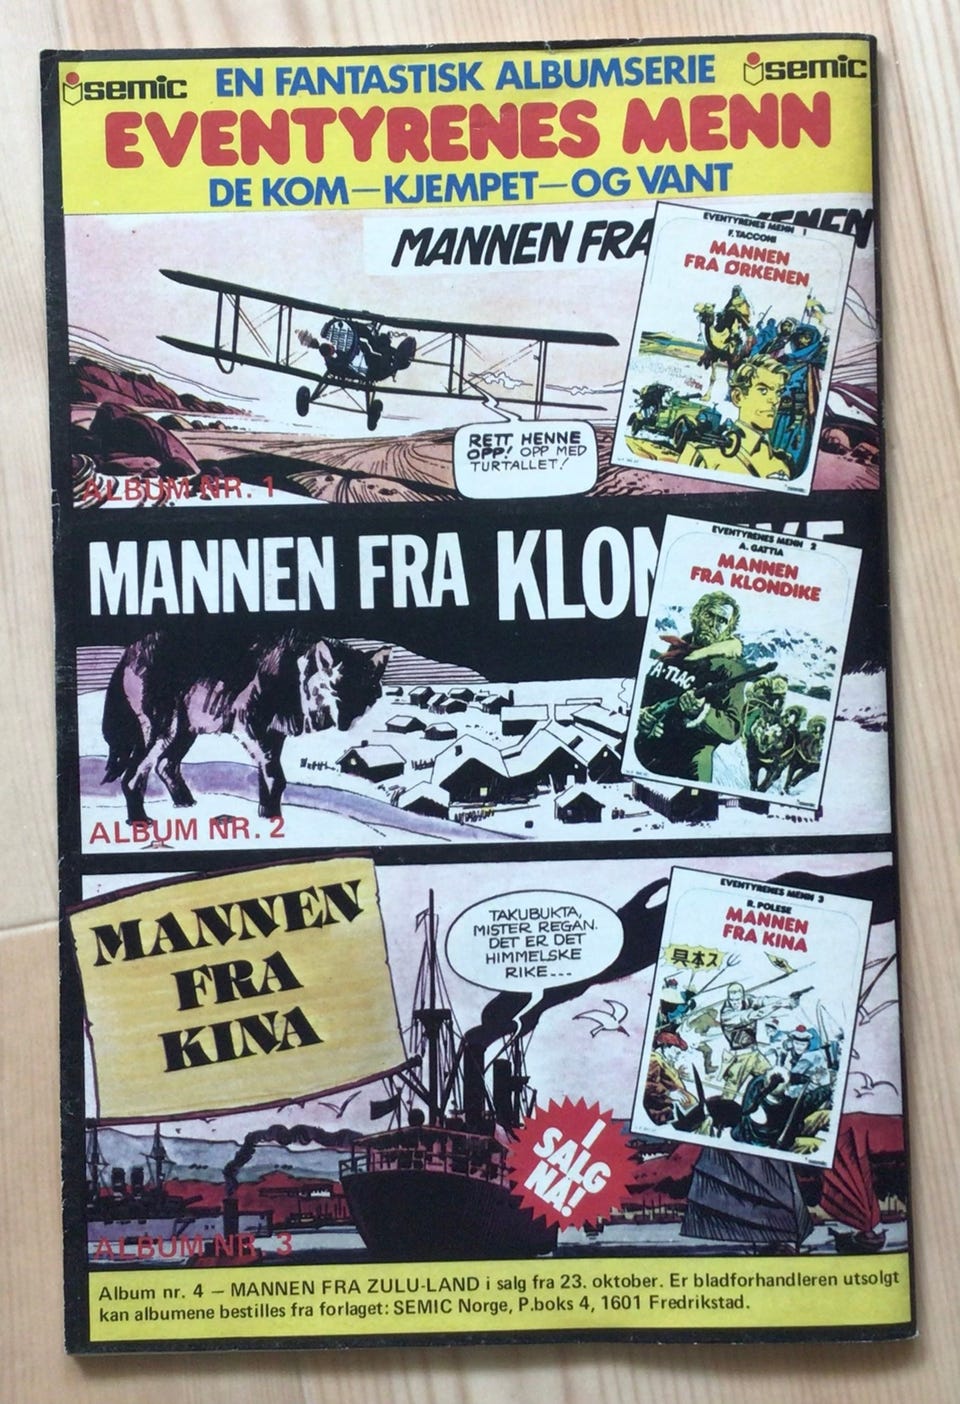 semic EN FANTASTISK ALBUMSERIE semic
EVENTYRENES MENN
DE KOM—KJEMPET—OG VANT
MANNEN FRA
EVENTYRENES MENN 1
F. TACCONI
MANNEN
FRA ØRKENEN
RETT HENNE
OPP! OPP MED
TURTALLET!
ALBUM NR. 1
MANNEN FRA KLON
EVENTYRENES MENN 2
A. GATTIA
MANNEN
FRA KLONDIKE
A-TLAC
ALBUM NR. 2
MANNEN
FRA
KINA
TAKUBUKTA,
MISTER REGAN.
DET ER DET
HIMMELSKE
RIKE...
EVENTYRENES MENN 3
R. POLESE
MANNEN
FRA KINA
I
SALG
NÅ!
ALBUM NR. 3
Album nr. 4 — MANNEN FRA ZULU-LAND i salg fra 23. oktober. Er bladforhandleren utsolgt
kan albumene bestilles fra forlaget: SEMIC Norge, P.boks 4, 1601 Fredrikstad.